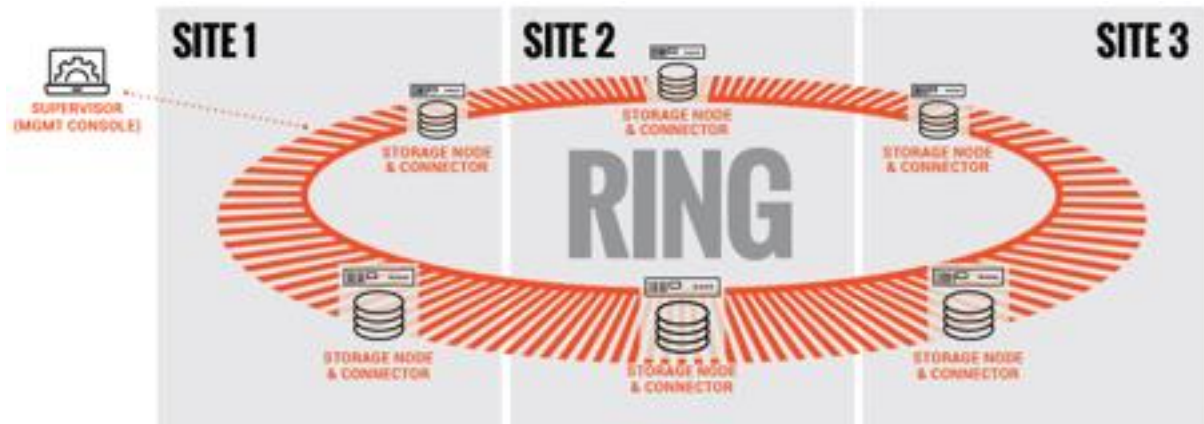 SITE 1
SITE 2
SITE 3
SUPERVISOR
(MGMT CONSOLE)
STORAGE NODE
& CONNECTOR
STORAGE NODE
& CONNECTOR
STORAGE NODE
& CONNECTOR
RING
STORAGE NODE
& CONNECTOR
STORAGE NODE
& CONNECTOR
STORAGE NODE
& CONNECTOR